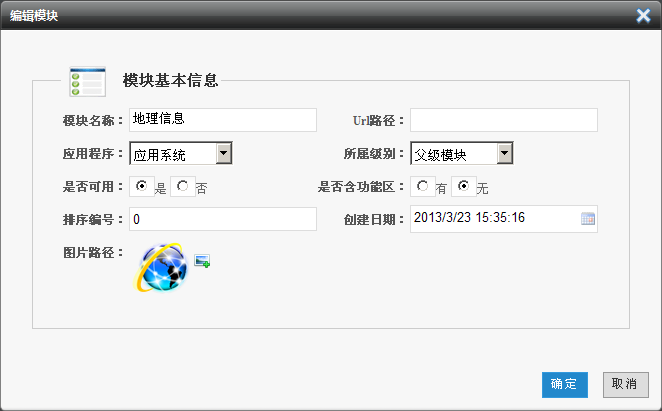 编辑模块
模块基本信息
模块名称： 地理信息 Url路径：
应用程序： 应用系统 所属级别： 父级模块
是否可用： 是 否 是否含功能区： 有 无
排序编号： 0 创建日期： 2013/3/23 15:35:16
图片路径：
确定 取消